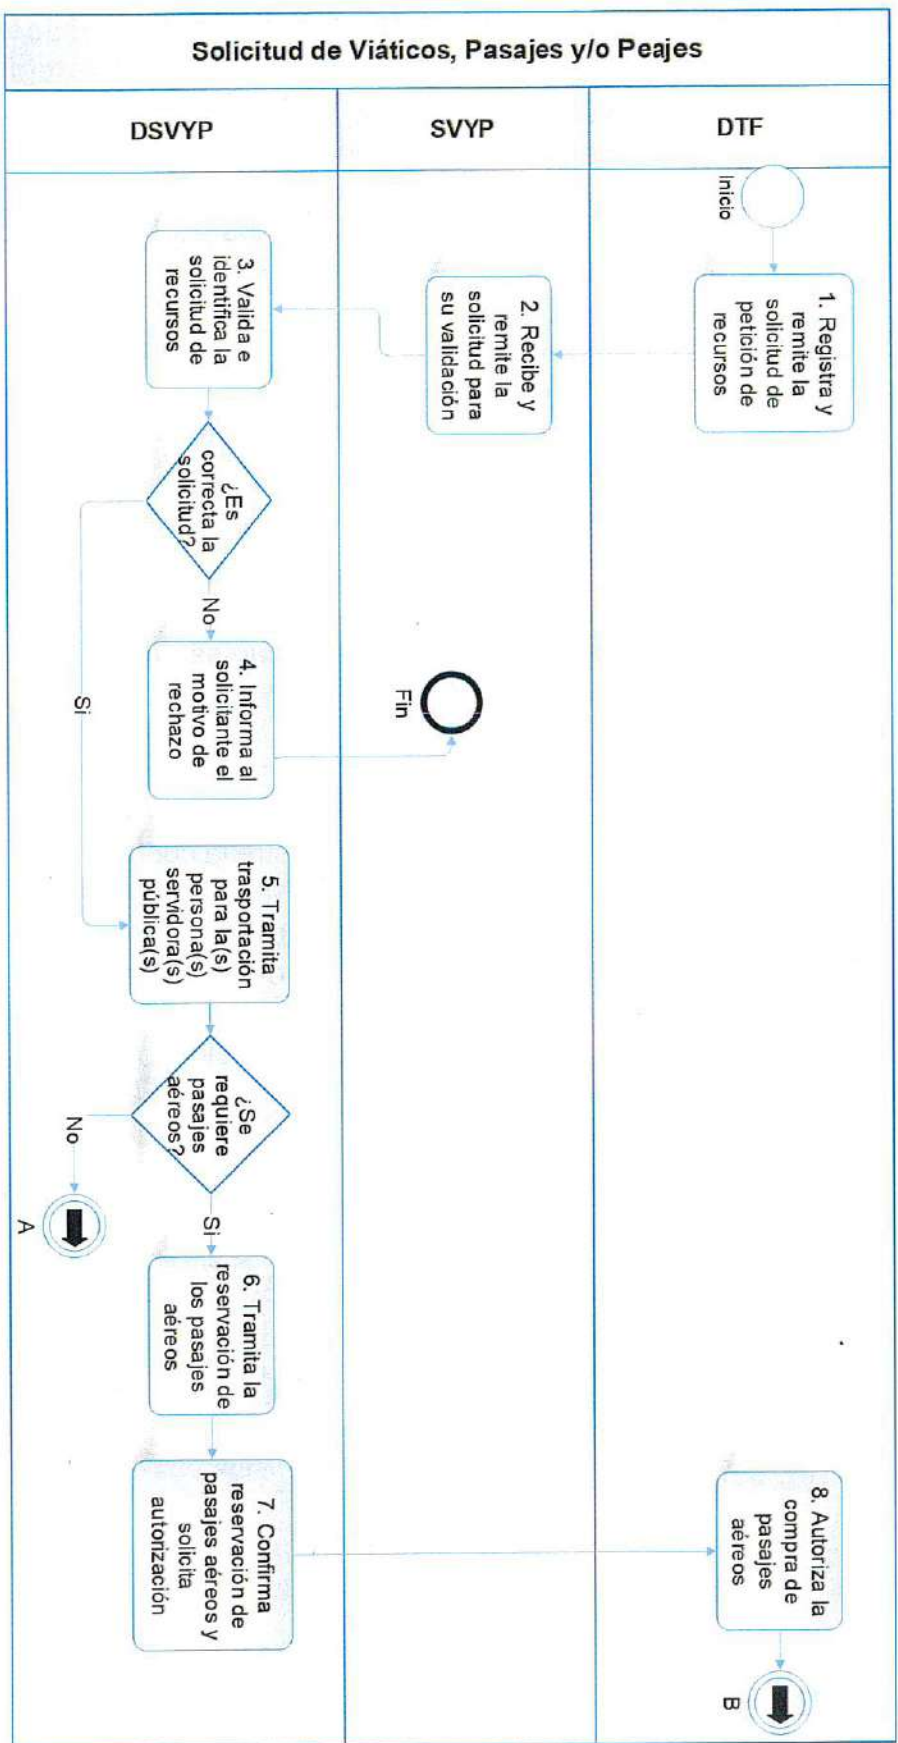 Solicitud de Viáticos, Pasajes y/o Peajes
DTF
SVYP
DSVYP
Inicio
1. Registra y
remite la
solicitud de
petición de
recursos
2. Recibe y
remite la
solicitud para
su validación
3. Valida e
identifica la
solicitud de
recursos
¿Es
correcta la
solicitud?
No
4. Informa al
solicitante el
motivo de
rechazo
Fin
Si
5. Tramita
trasportación
para la(s)
persona(s)
servidora(s)
pública(s)
¿Se
requiere
pasajes
aéreos?
No
A
Si
6. Tramita la
reservación de
los pasajes
aéreos
7. Confirma
reservación de
pasajes aéreos y
solicita
autorización
8. Autoriza la
compra de
pasajes
aéreos
B